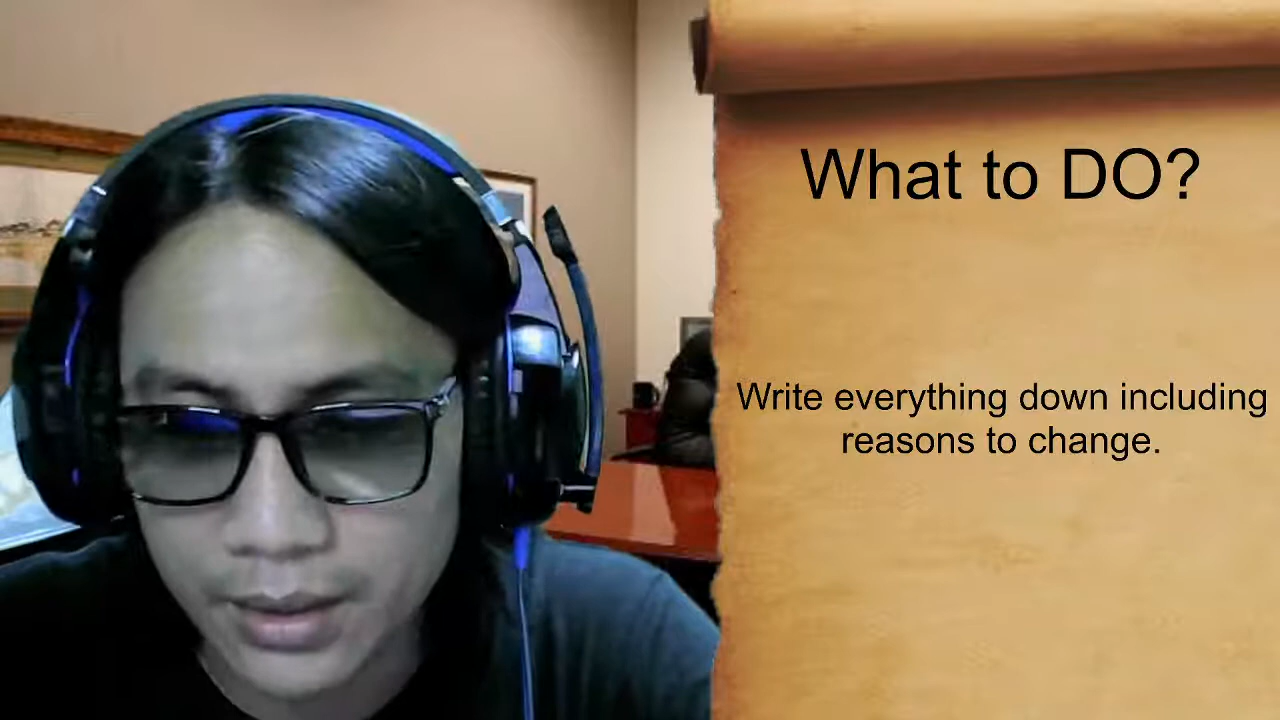 What to DO?
Write everything down including
reasons to change.